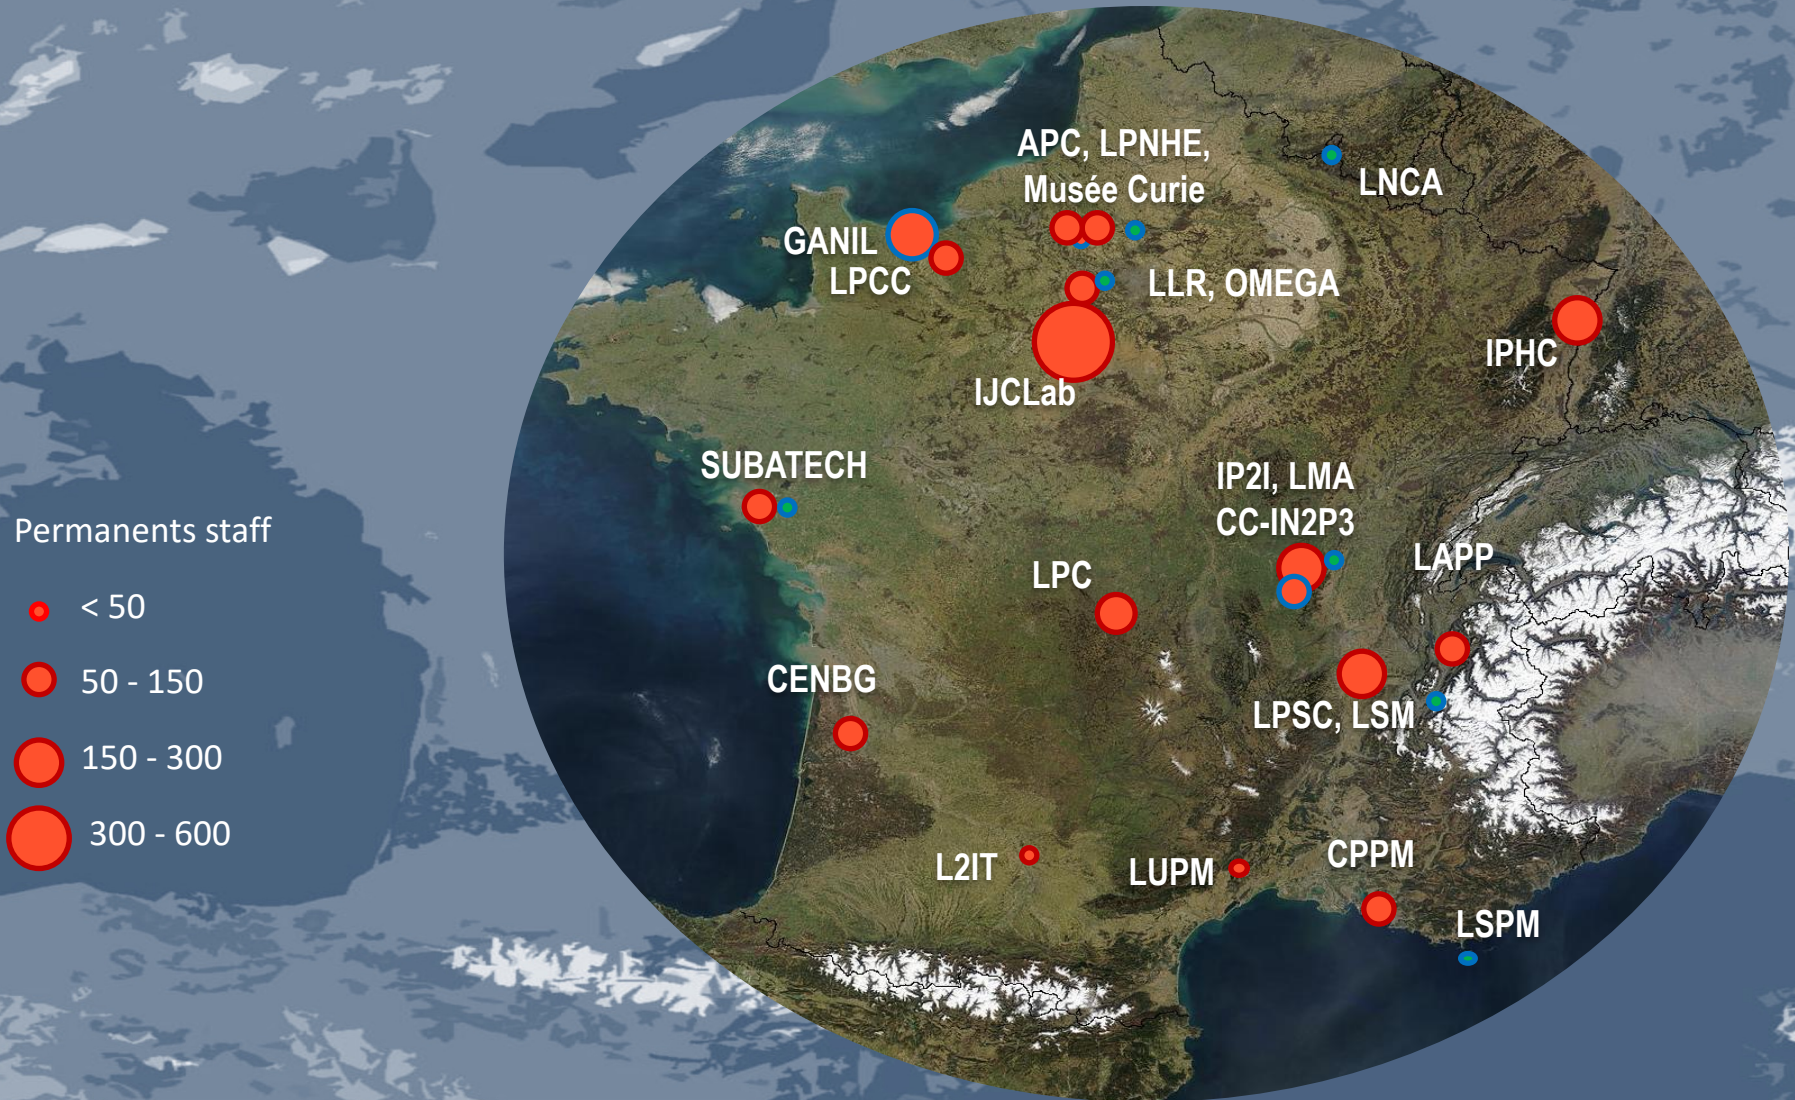 APC, LPNHE,
Musée Curie
LNCA
GANIL
LPCC
LLR, OMEGA
IPHC
IJCLab
SUBATECH
IP2I, LMA
CC-IN2P3
LAPP
LPC
CENBG
LPSC, LSM
L2IT
LUPM
CPPM
LSPM
Permanents staff
< 50
50 - 150
150 - 300
300 - 600